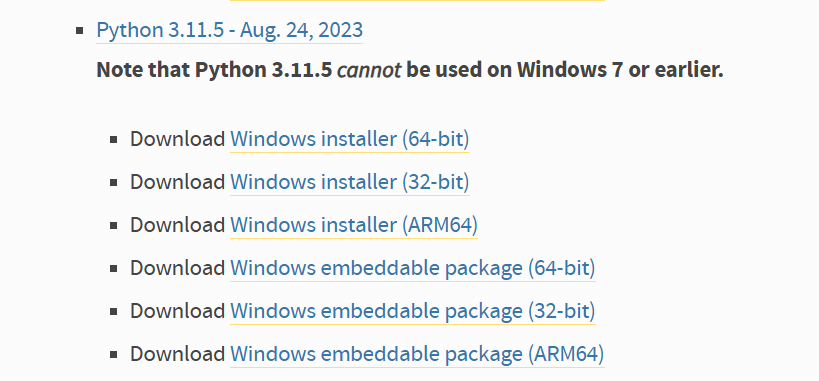 Python 3.11.5 - Aug. 24, 2023
Note that Python 3.11.5 cannot be used on Windows 7 or earlier.
Download Windows installer (64-bit)
Download Windows installer (32-bit)
Download Windows installer (ARM64)
Download Windows embeddable package (64-bit)
Download Windows embeddable package (32-bit)
Download Windows embeddable package (ARM64)